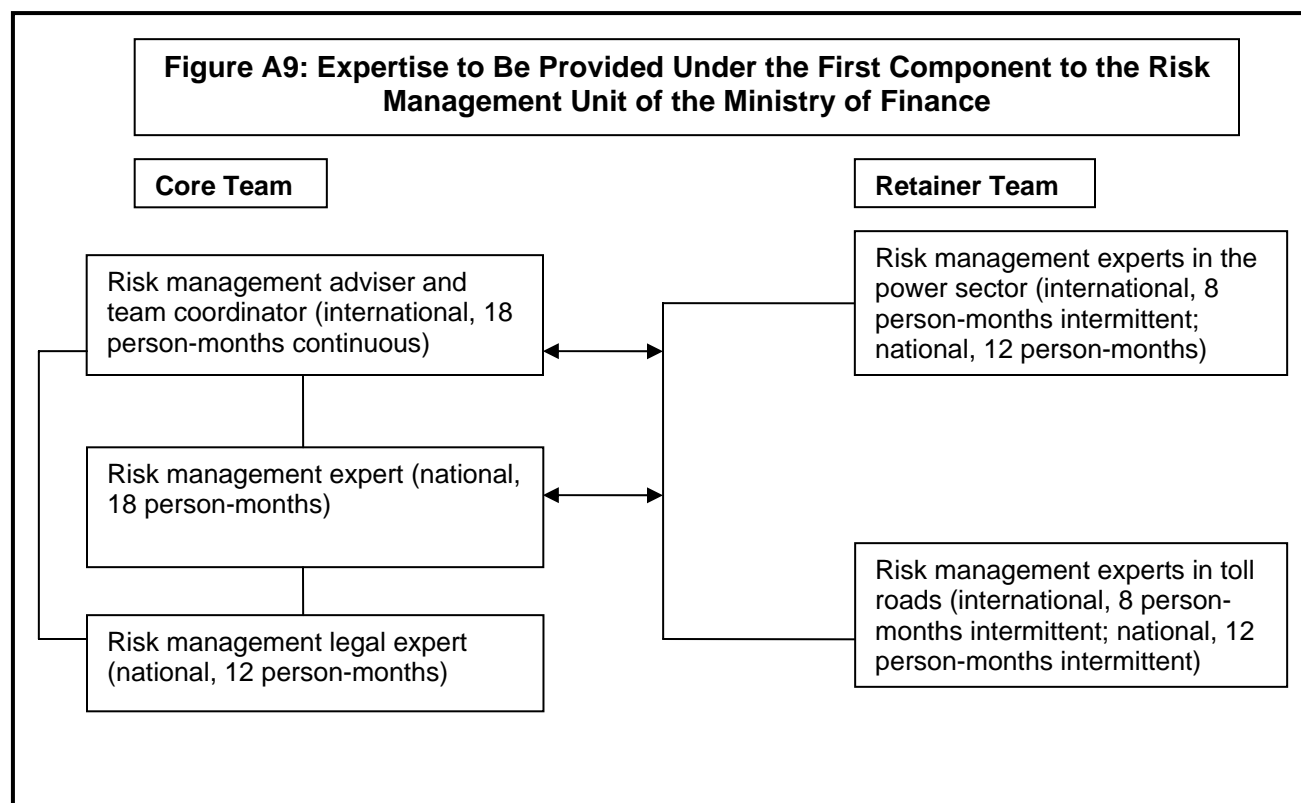 Figure A9: Expertise to Be Provided Under the First Component to the Risk
Management Unit of the Ministry of Finance
Core Team
Retainer Team
Risk management adviser and
team coordinator (international, 18
person-months continuous)
Risk management expert (national,
18 person-months)
Risk management legal expert
(national, 12 person-months)
Risk management experts in the
power sector (international, 8
person-months intermittent;
national, 12 person-months)
Risk management experts in toll
roads (international, 8 person-
months intermittent; national, 12
person-months intermittent)